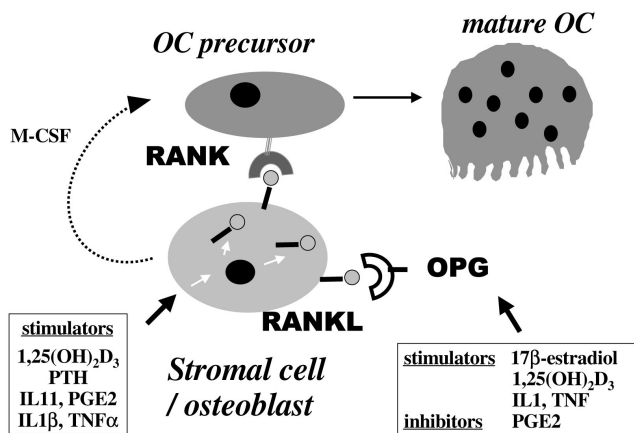 OC precursor
mature OC
M-CSF
RANK
OPG
RANKL
stimulators
1,25(OH)₂D₃
PTH
IL11, PGE2
IL1β, TNFα
Stromal cell
/ osteoblast
stimulators 17β-estradiol
1,25(OH)₂D₃
IL1, TNF
inhibitors PGE2